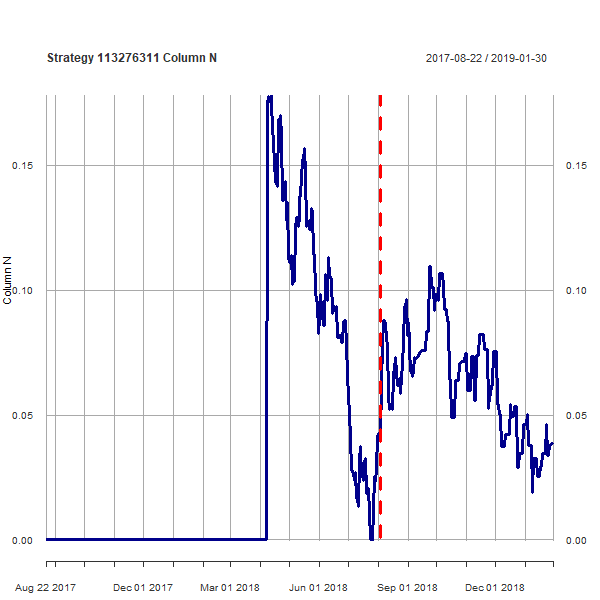 Strategy 113276311 Column N 2017-08-22 / 2019-01-30
0.15 0.15
0.10 0.10
Column N
0.05 0.05
0.00 0.00
Aug 22 2017 Dec 01 2017 Mar 01 2018 Jun 01 2018 Sep 01 2018 Dec 01 2018